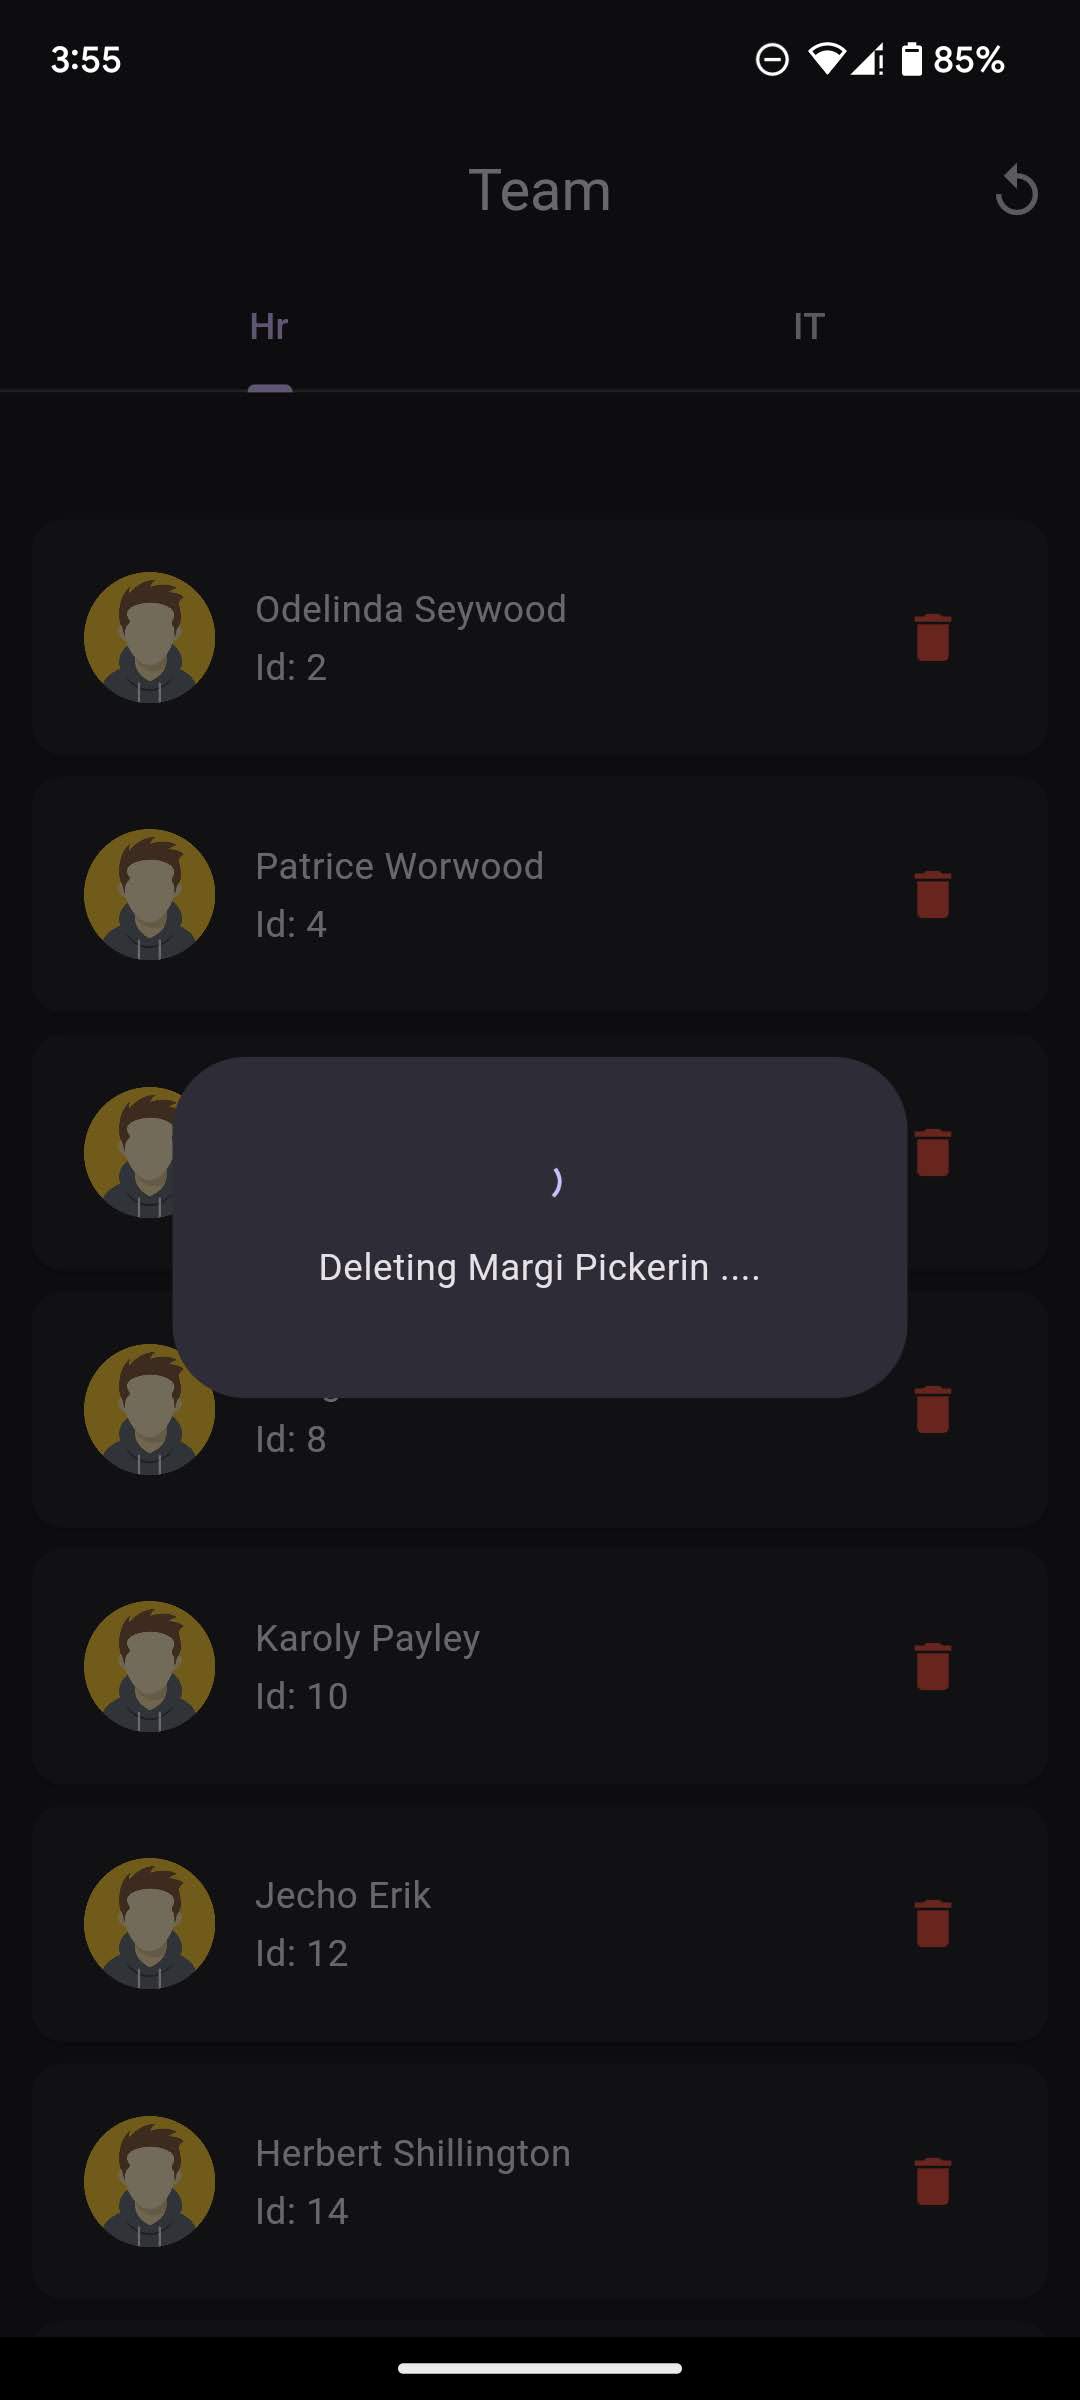 3:55
85%
Team
Hr
IT
Odelinda Seywood
Id: 2
Patrice Worwood
Id: 4
Deleting Margi Pickerin ....
Id: 8
Karoly Payley
Id: 10
Jecho Erik
Id: 12
Herbert Shillington
Id: 14